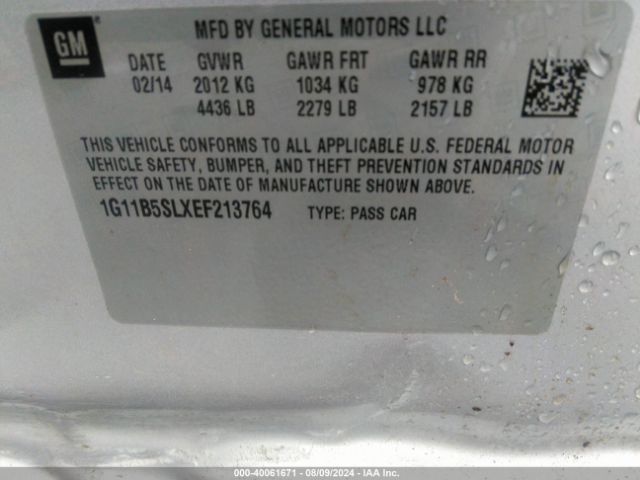 GM
MFD BY GENERAL MOTORS LLC
DATE GVWR GAWR FRT GAWR RR
02/14 2012 KG 1034 KG 978 KG
4436 LB 2279 LB 2157 LB
THIS VEHICLE CONFORMS TO ALL APPLICABLE U.S. FEDERAL MOTOR
VEHICLE SAFETY, BUMPER, AND THEFT PREVENTION STANDARDS IN
EFFECT ON THE DATE OF MANUFACTURE SHOWN ABOVE.
1G11B5SLXEF213764 TYPE: PASS CAR
000-40061671 - 08/09/2024 - IAA Inc.